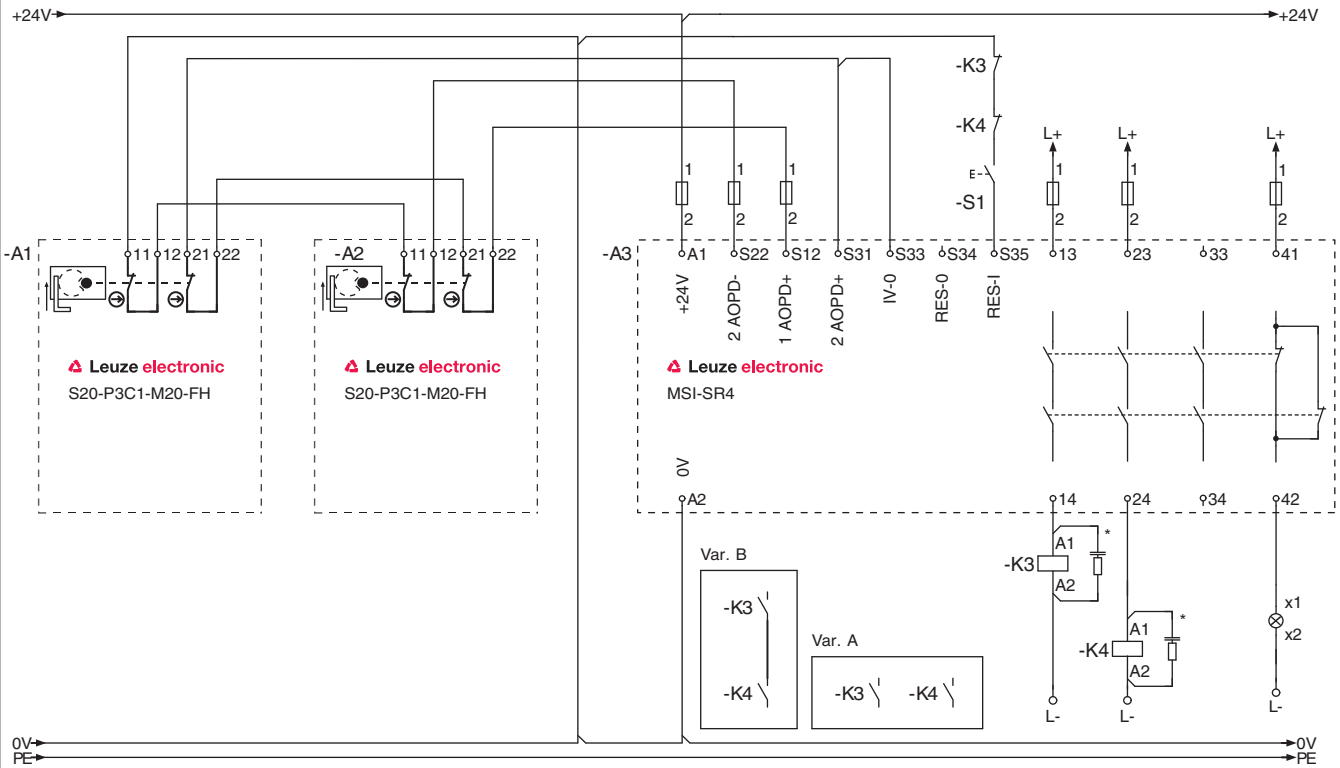 +24V
+24V
-K3
-K4
E
-S1
L+
L+
L+
1
1
1
1
1
1
2
2
2
2
2
2
-A1
11
12
21
22
-A2
11
12
21
22
-A3
A1
S22
S12
S31
S33
S34
S35
13
23
33
41
+24V
2 AOPD-
1 AOPD+
2 AOPD+
IV-0
RES-0
RES-I
Leuze electronic
S20-P3C1-M20-FH
Leuze electronic
S20-P3C1-M20-FH
Leuze electronic
MSI-SR4
0V
A2
14
24
34
42
Var. B
-K3
-K4
Var. A
-K3
-K4
-K3
A1
A2
*
-K4
A1
A2
*
x1
x2
L-
L-
L-
0V
0V
PE
PE